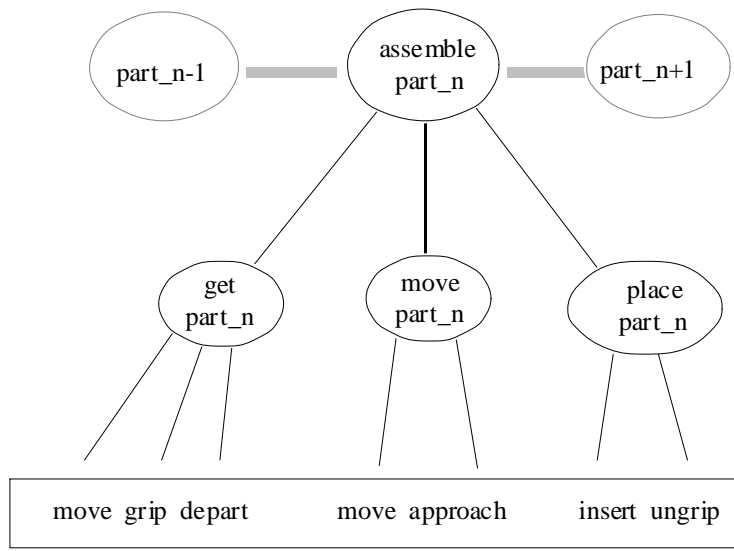 part_n-1
assemble
part_n
part_n+1
get
part_n
move
part_n
place
part_n
move grip depart move approach insert ungrip